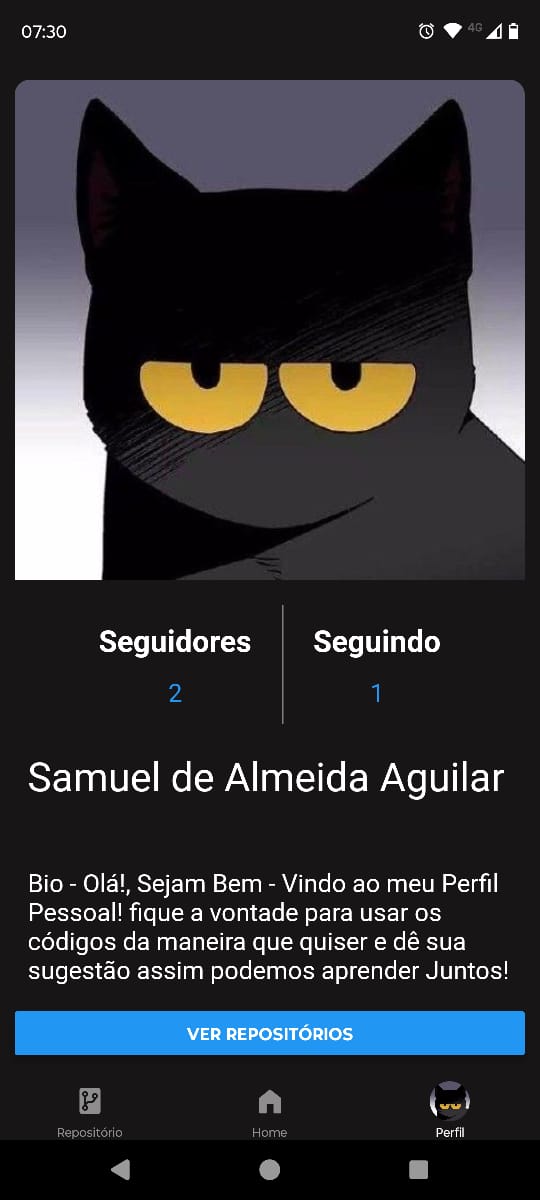 07:30
4G
Seguidores
Seguindo
2
1
Samuel de Almeida Aguilar
Bio - Olá!, Sejam Bem - Vindo ao meu Perfil
Pessoal! fique a vontade para usar os
códigos da maneira que quiser e dê sua
sugestão assim podemos aprender Juntos!
VER REPOSITÓRIOS
Repositório
Home
Perfil